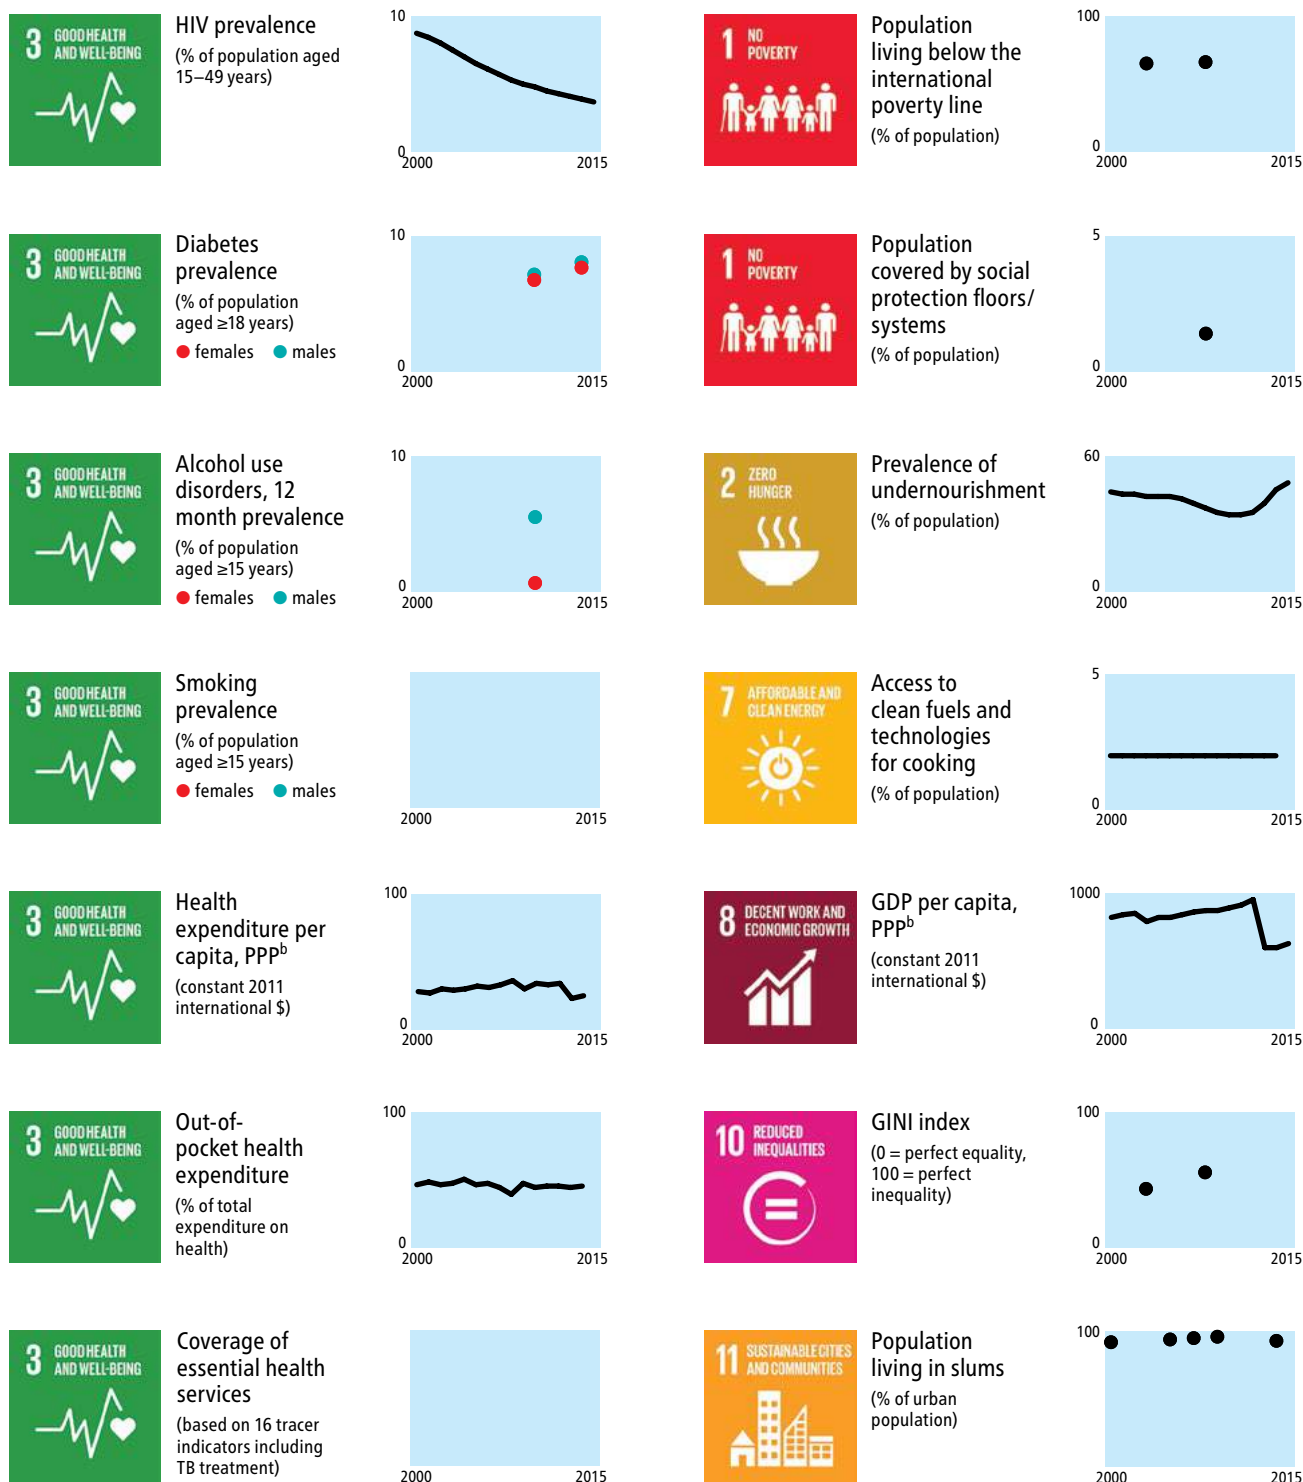 3 GOOD HEALTH
AND WELL-BEING
HIV prevalence
(% of population aged
15–49 years)
10
0
2000 2015
1 NO
POVERTY
Population
living below the
international
poverty line
(% of population)
100
0
2000 2015
3 GOOD HEALTH
AND WELL-BEING
Diabetes
prevalence
(% of population
aged ≥18 years)
females males
10
0
2000 2015
1 NO
POVERTY
Population
covered by social
protection floors/
systems
(% of population)
5
0
2000 2015
3 GOOD HEALTH
AND WELL-BEING
Alcohol use
disorders, 12
month prevalence
(% of population
aged ≥15 years)
females males
10
0
2000 2015
2 ZERO
HUNGER
Prevalence of
undernourishment
(% of population)
60
0
2000 2015
3 GOOD HEALTH
AND WELL-BEING
Smoking
prevalence
(% of population
aged ≥15 years)
females males
2000 2015
7 AFFORDABLE AND
CLEAN ENERGY
Access to
clean fuels and
technologies
for cooking
(% of population)
5
0
2000 2015
3 GOOD HEALTH
AND WELL-BEING
Health
expenditure per
capita, PPPb
(constant 2011
international $)
100
0
2000 2015
8 DECENT WORK AND
ECONOMIC GROWTH
GDP per capita,
PPPb
(constant 2011
international $)
1000
0
2000 2015
3 GOOD HEALTH
AND WELL-BEING
Out-of-
pocket health
expenditure
(% of total
expenditure on
health)
100
0
2000 2015
10 REDUCED
INEQUALITIES
GINI index
(0 = perfect equality,
100 = perfect
inequality)
100
0
2000 2015
3 GOOD HEALTH
AND WELL-BEING
Coverage of
essential health
services
(based on 16 tracer
indicators including
TB treatment)
2000 2015
11 SUSTAINABLE CITIES
AND COMMUNITIES
Population
living in slums
(% of urban
population)
100
2000 2015